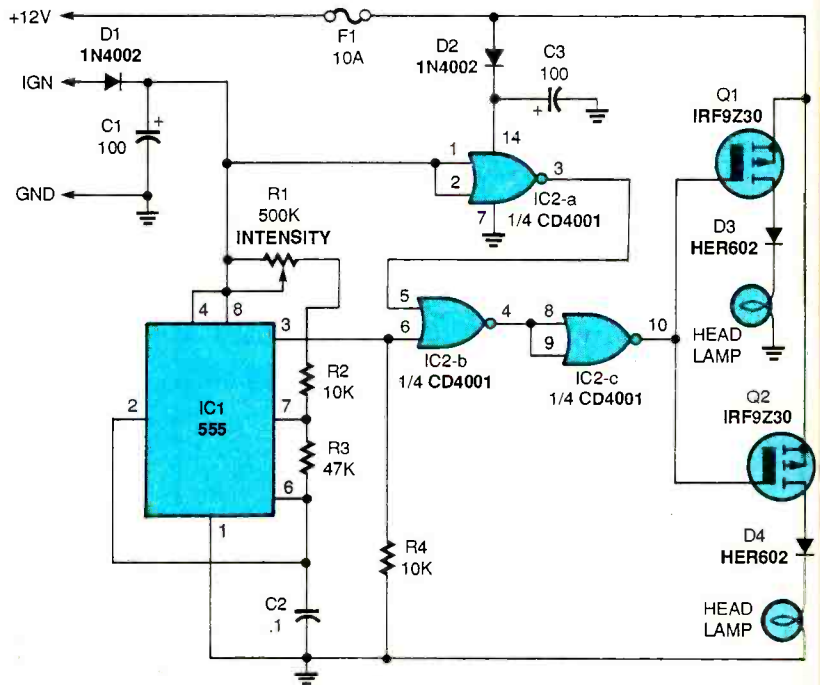 +12V
F1
10A
D1
1N4002
D2
1N4002
C3
100
+
IGN
C1
100
+
Q1
IRF9Z30
14
1
2
3
7
IC2-a
1/4 CD4001
GND
R1
500K
INTENSITY
D3
HER602
HEAD
LAMP
4
8
3
5
6
4
8
9
10
IC2-b
1/4 CD4001
IC2-c
1/4 CD4001
R2
10K
2
IC1
555
7
R3
47K
6
1
Q2
IRF9Z30
R4
10K
D4
HER602
C2
.1
HEAD
LAMP